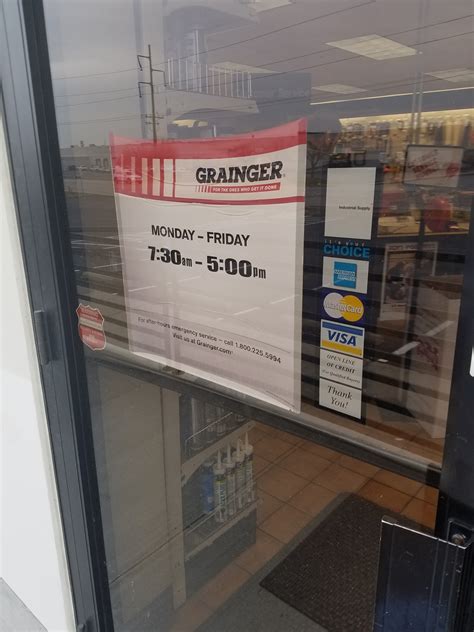 GRAINGER
FOR THE ONES WHO GET IT DONE
MONDAY – FRIDAY
7:30am – 5:00pm
For after-hours emergency service – call 1.800.225.5994
Visit us at Grainger.com
Industrial Supply
CHOICE
MasterCard
VISA
OPEN LINE
OF CREDIT
Thank
You!